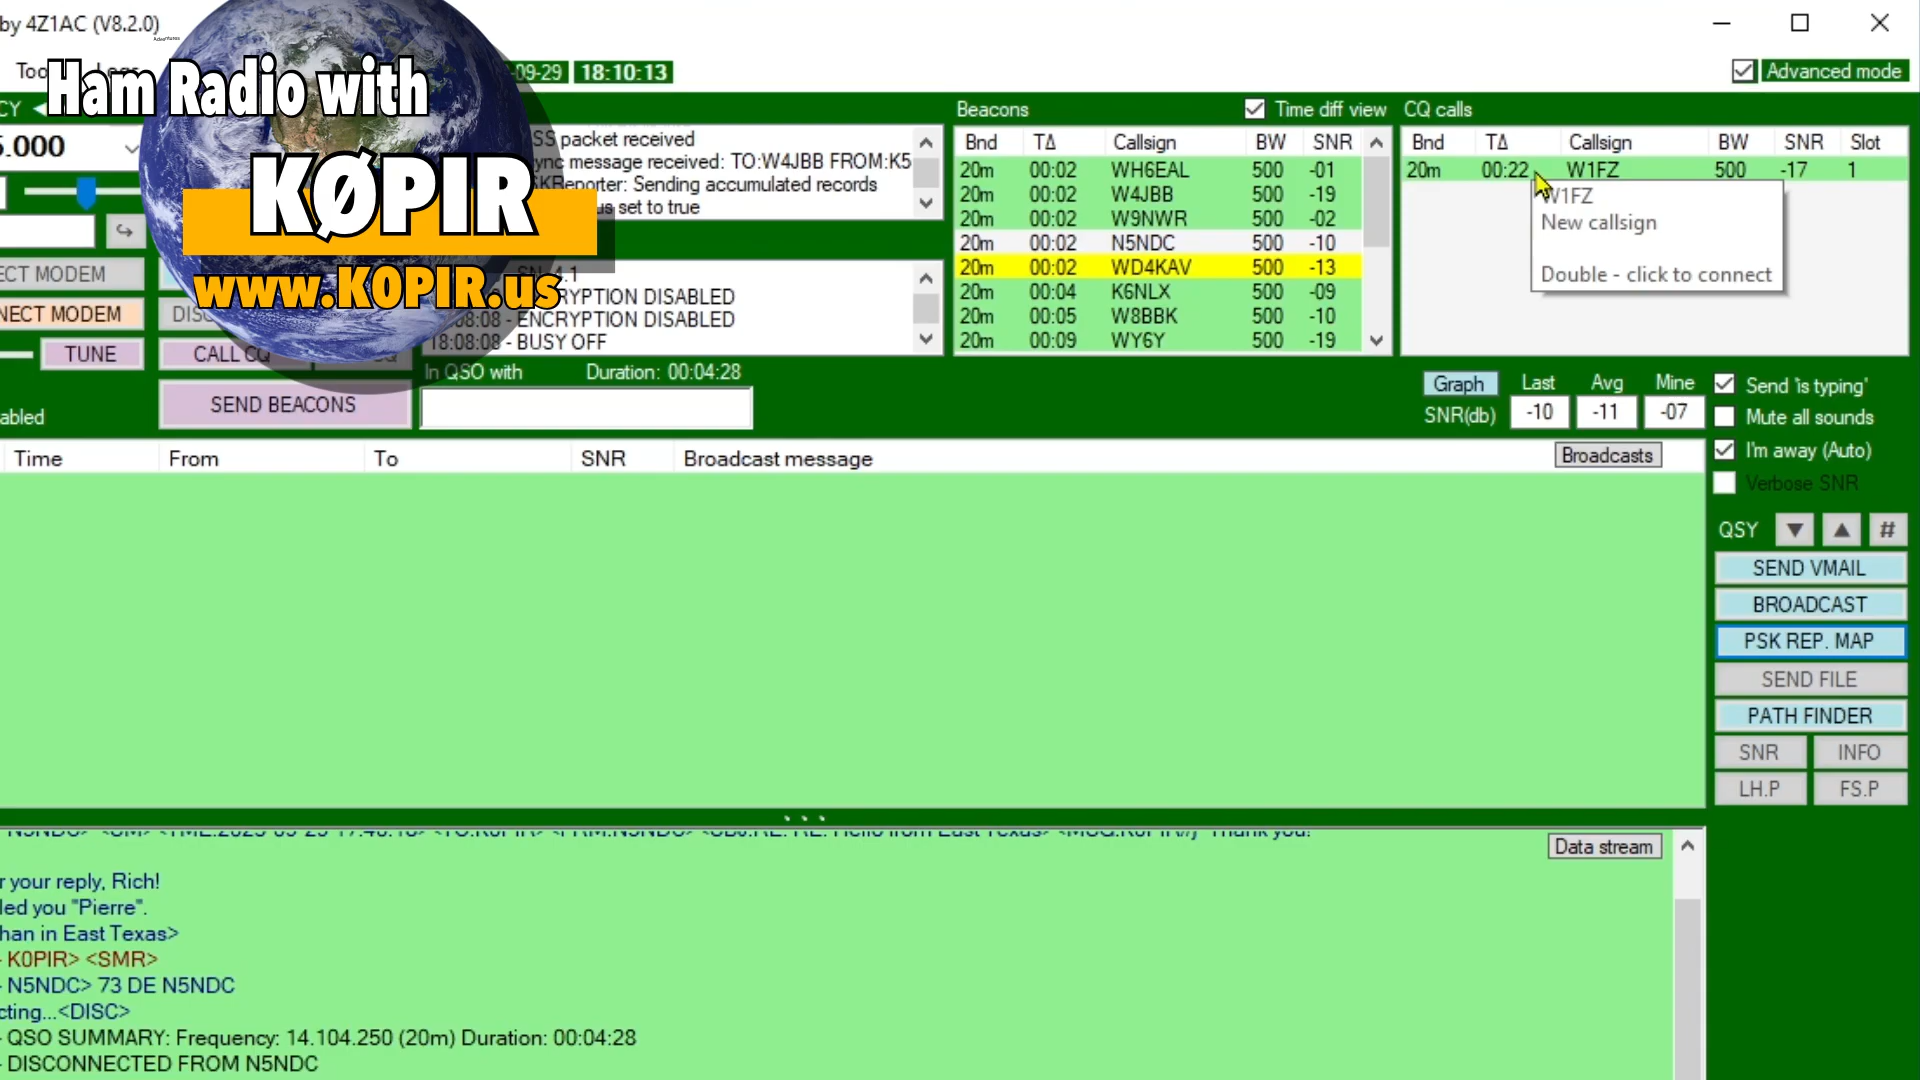 by 4Z1AC (V8.2.0)
Adventures
Ham Radio with
KØPIR
www.K0PIR.us
-09-29 18:10:13
Advanced mode
CY
5.000
SS packet received
ync message received: TO:W4JBB FROM:K5
SKReporter: Sending accumulated records
us set to true
Beacons Time diff view
Bnd TΔ Callsign BW SNR
20m 00:02 WH6EAL 500 -01
20m 00:02 W4JBB 500 -19
20m 00:02 W9NWR 500 -02
20m 00:02 N5NDC 500 -10
20m 00:02 WD4KAV 500 -13
20m 00:04 K6NLX 500 -09
20m 00:05 W8BBK 500 -10
20m 00:09 WY6Y 500 -19
CQ calls
Bnd TΔ Callsign BW SNR Slot
20m 00:22 W1FZ 500 -17 1
W1FZ
New callsign
Double - click to connect
ECT MODEM
NECT MODEM
TUNE
CALL CQ
SEND BEACONS
RYPTION DISABLED
:08:08 - ENCRYPTION DISABLED
18:08:08 - BUSY OFF
In QSO with Duration: 00:04:28
abled
Graph Last Avg Mine
SNR(db) -10 -11 -07
Send 'is typing'
Mute all sounds
I'm away (Auto)
Verbose SNR
Time From To SNR Broadcast message Broadcasts
QSY ▼ ▲ #
SEND VMAIL
BROADCAST
PSK REP. MAP
SEND FILE
PATH FINDER
SNR INFO
LH.P FS.P
Data stream
r your reply, Rich!
led you "Pierre".
han in East Texas>
- K0PIR> <SMR>
- N5NDC> 73 DE N5NDC
cting...<DISC>
- QSO SUMMARY: Frequency: 14.104.250 (20m) Duration: 00:04:28
- DISCONNECTED FROM N5NDC